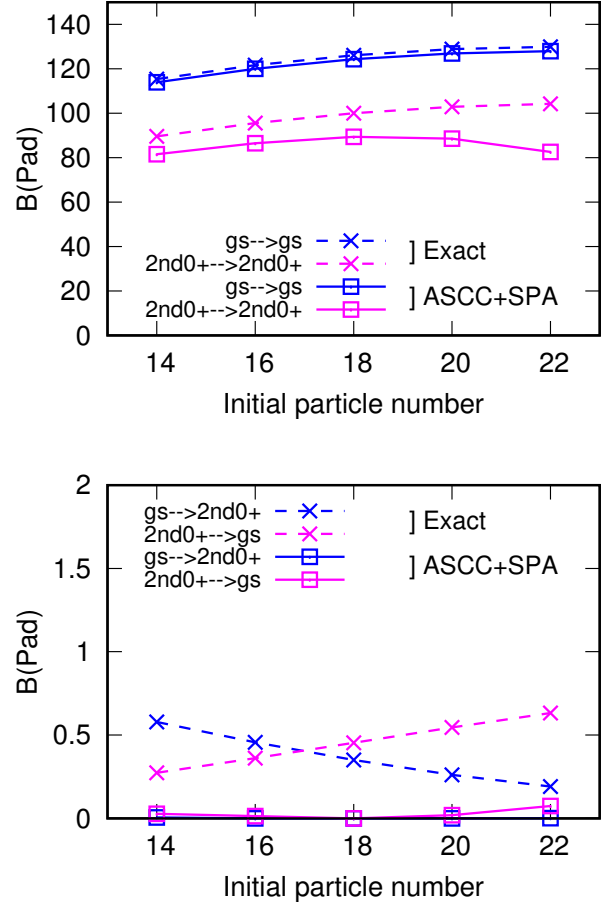 140
120
100
80
60
40
20
0
B(Pad)
gs-->gs
2nd0+-->2nd0+
] Exact
gs-->gs
2nd0+-->2nd0+
] ASCC+SPA
14 16 18 20 22
Initial particle number
2
1.5
1
0.5
0
B(Pad)
gs-->2nd0+
2nd0+-->gs
] Exact
gs-->2nd0+
2nd0+-->gs
] ASCC+SPA
14 16 18 20 22
Initial particle number